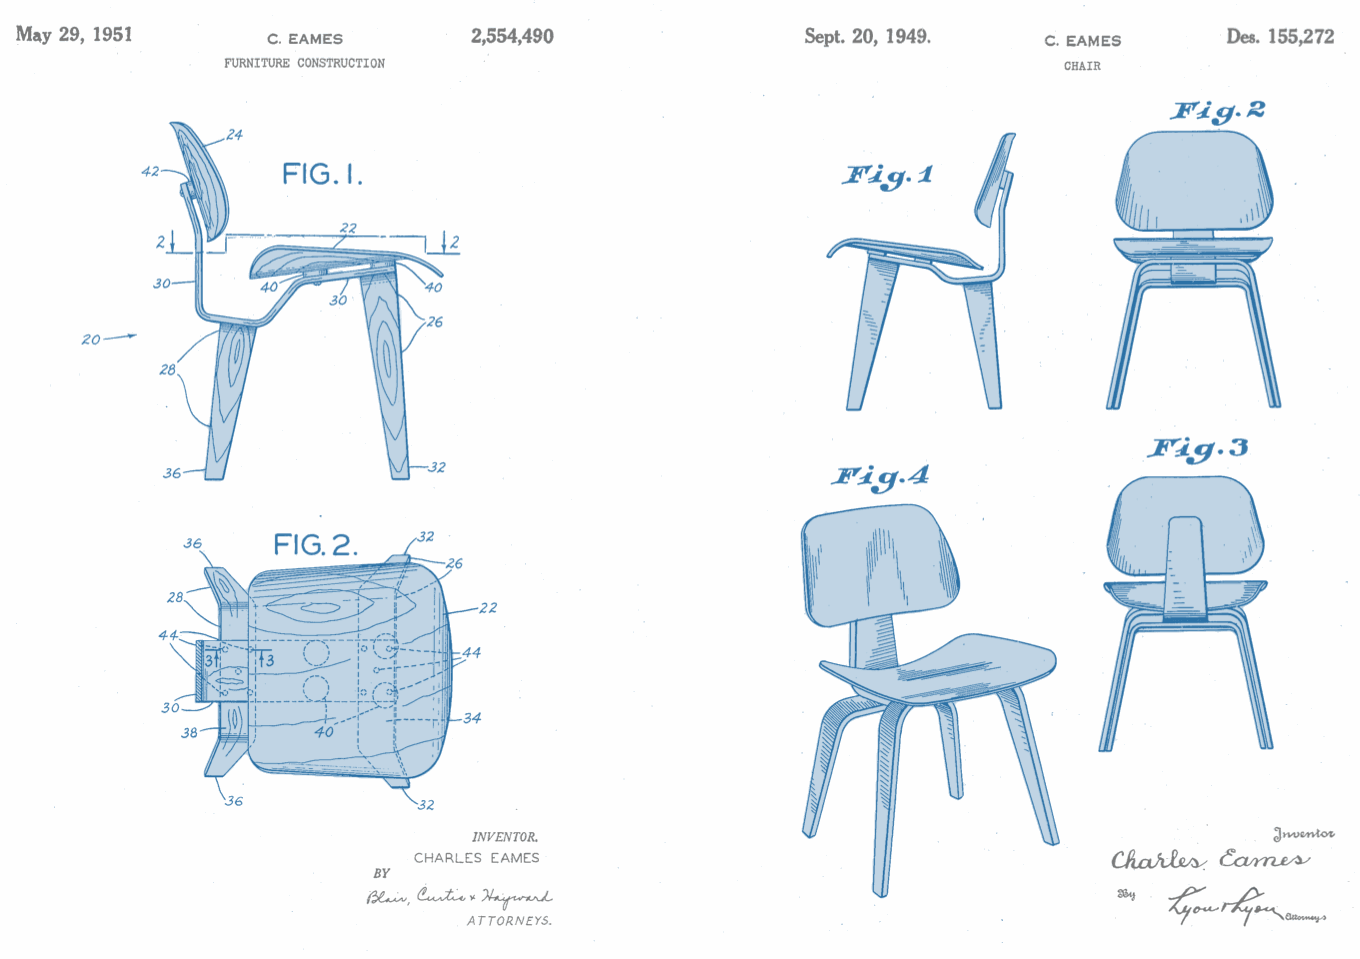 May 29, 1951
C. EAMES
2,554,490
FURNITURE CONSTRUCTION
24
42
FIG. 1.
22
2
2
30
40
30
40
26
20
28
36
32
FIG. 2.
36
32
26
28
22
44
3
3
44
30
38
40
34
36
32
INVENTOR.
CHARLES EAMES
BY
Blair, Curtis & Hayward
ATTORNEYS.
Sept. 20, 1949.
C. EAMES
Des. 155,272
CHAIR
Fig. 2
Fig. 1
Fig. 3
Fig. 4
Inventor
Charles Eames
By
Lyon & Lyon
Attorneys